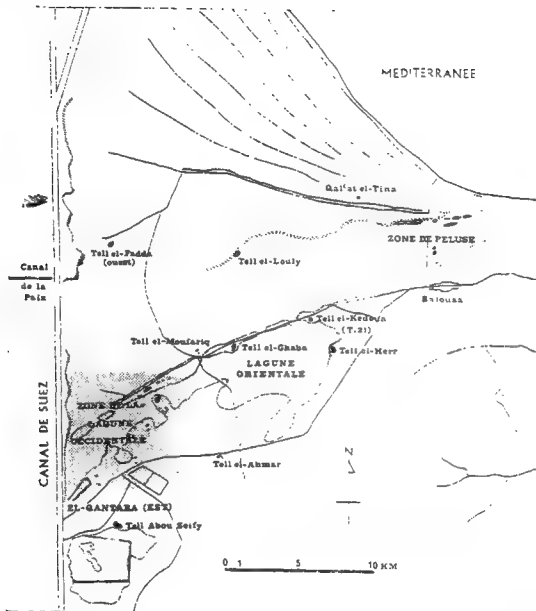 MEDITERRANEE
Qal'at el-Tina
ZONE DE PELUSE
Tell el-Fadda
(ouest)
Tell el-Louly
Canal
de la
Paix
Balouza
Tell el-Kedoua
(T.21)
Tell el-Moufariq
Tell el-Ghaba
Tell el-Herr
LAGUNE
ORIENTALE
ZONE DE LA
LAGUNE
OCCIDENTALE
CANAL DE SUEZ
Tell el-Ahmar
N
EL-QANTARA (EST)
Tell Abou Seify
0 1 5 10 KM